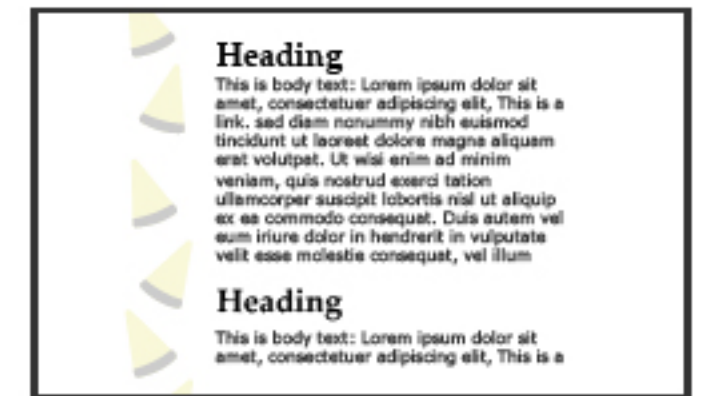 Heading
This is body text: Lorem ipsum dolor sit
amet, consectetuer adipiscing elit, This is a
link. sed diam nonummy nibh euismod
tincidunt ut laoreet dolore magna aliquam
erat volutpat. Ut wisi enim ad minim
veniam, quis nostrud exerci tation
ullamcorper suscipit lobortis nisl ut aliquip
ex ea commodo consequat. Duis autem vel
eum iriure dolor in hendrerit in vulputate
velit esse molestie consequat, vel illum
Heading
This is body text: Lorem ipsum dolor sit
amet, consectetuer adipiscing elit, This is a